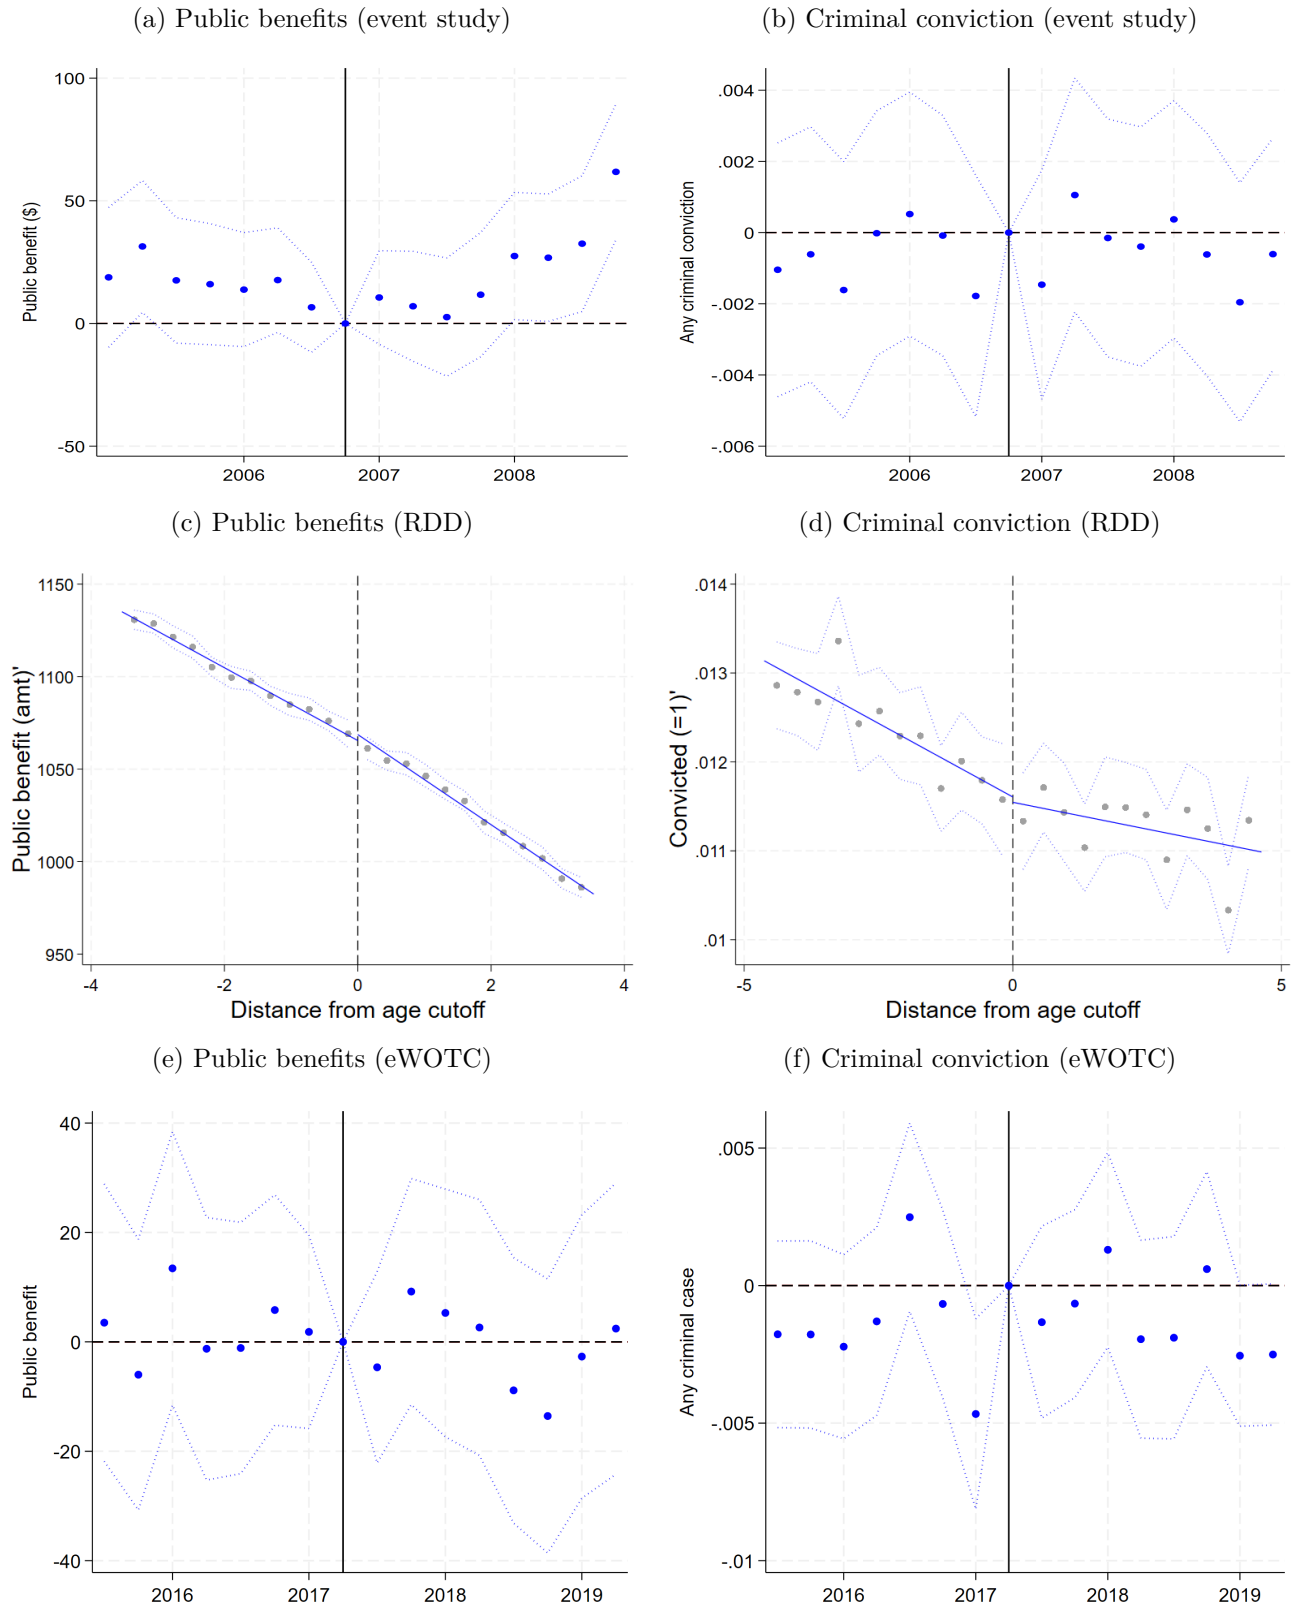 (a) Public benefits (event study)
(b) Criminal conviction (event study)
Public benefit ($)
100
50
0
-50
2006 2007 2008
Any criminal conviction
.004
.002
0
-.002
-.004
-.006
2006 2007 2008
(c) Public benefits (RDD)
(d) Criminal conviction (RDD)
Public benefit (amt)'
1150
1100
1050
1000
950
-4 -2 0 2 4
Distance from age cutoff
Convicted (=1)'
.014
.013
.012
.011
.01
-5 0 5
Distance from age cutoff
(e) Public benefits (eWOTC)
(f) Criminal conviction (eWOTC)
Public benefit
40
20
0
-20
-40
2016 2017 2018 2019
Any criminal case
.005
0
-.005
-.01
2016 2017 2018 2019